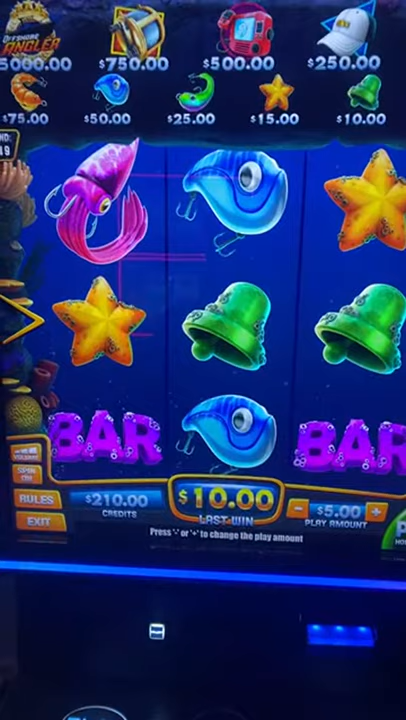 OFFSHORE
ANGLER
$5000.00 $750.00 $500.00 $250.00
$75.00 $50.00 $25.00 $15.00 $10.00
19
BAR BAR
SPIN
RULES
EXIT
$210.00
CREDITS
$10.00
LAST WIN
- $5.00 +
PLAY AMOUNT
Press '-' or '+' to change the play amount